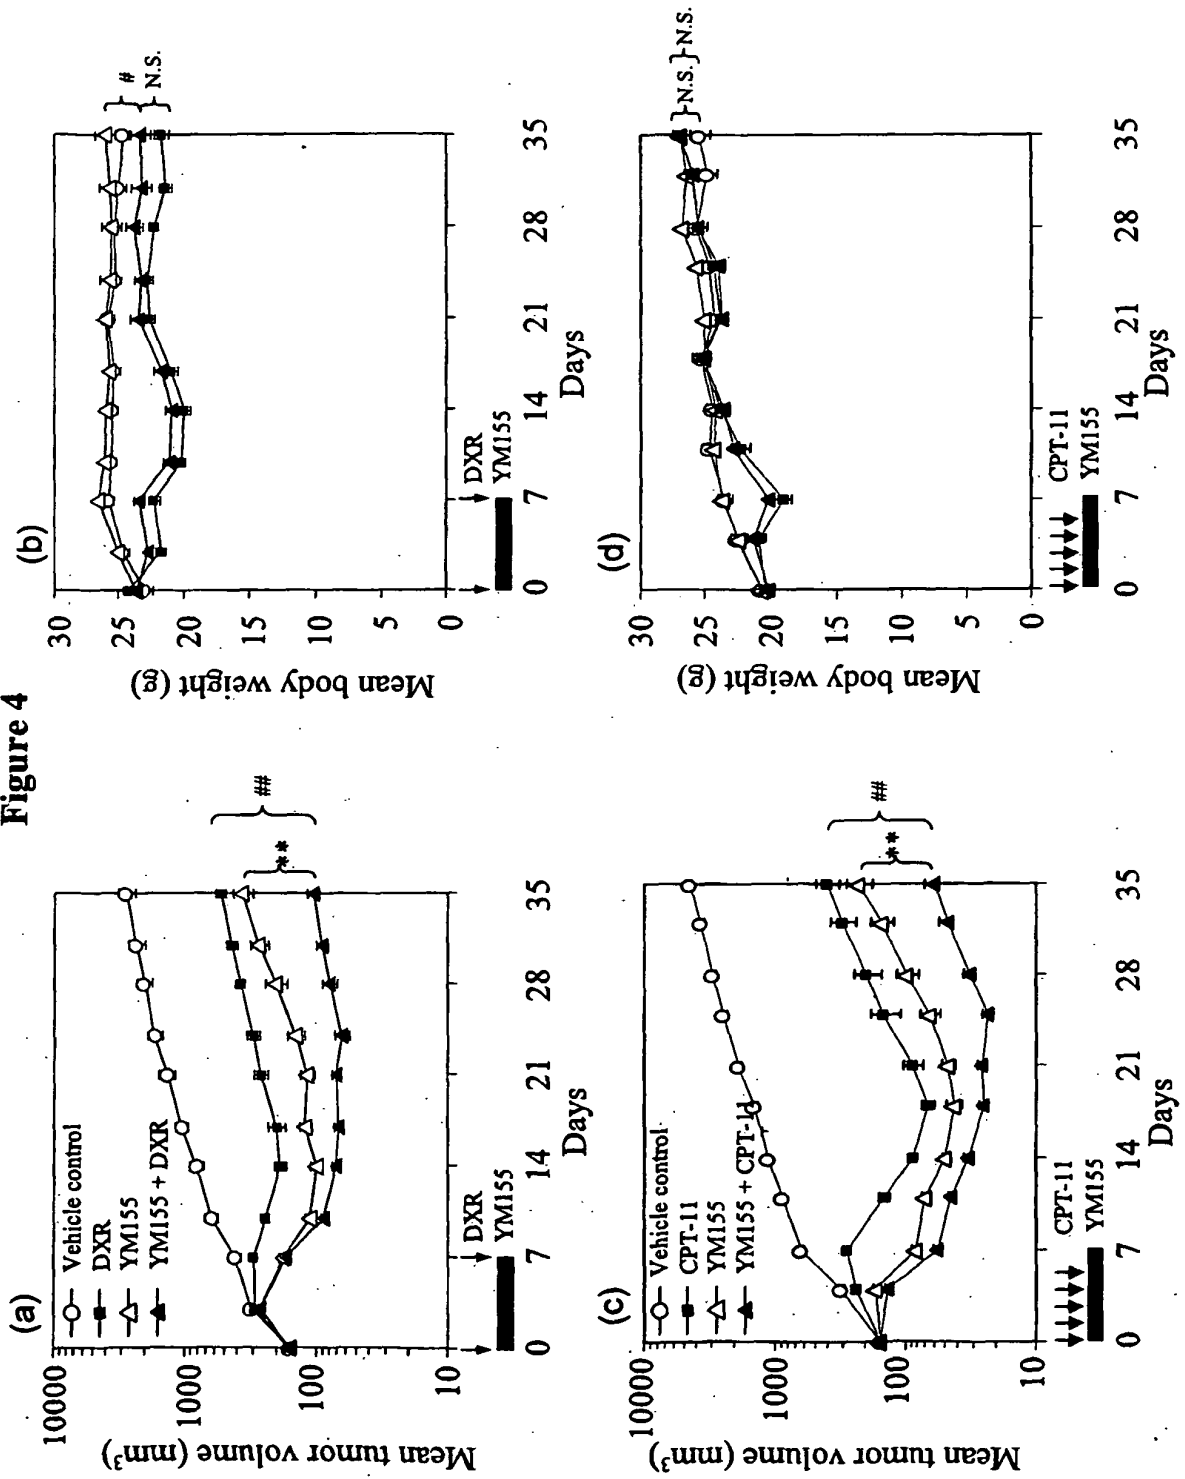 Figure 4
(a)
Mean tumor volume (mm³)
10000
1000
100
10
Vehicle control
DXR
YM155
YM155 + DXR
**
##
0 7 14 21 28 35
Days
DXR
YM155
(b)
Mean body weight (g)
30
25
20
15
10
5
0
#
N.S.
0 7 14 21 28 35
Days
DXR
YM155
(c)
Mean tumor volume (mm³)
10000
1000
100
10
Vehicle control
CPT-11
YM155
YM155 + CPT-11
**
##
0 7 14 21 28 35
Days
CPT-11
YM155
(d)
Mean body weight (g)
30
25
20
15
10
5
0
N.S.
N.S.
0 7 14 21 28 35
Days
CPT-11
YM155